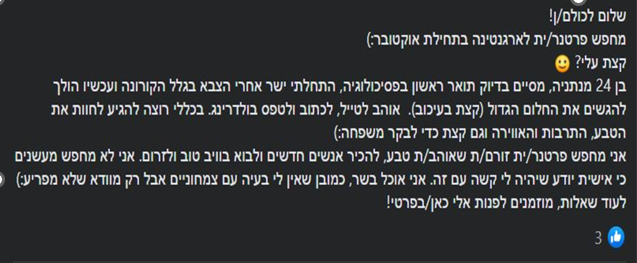 שלום לכולם/ן!
מחפש פרטנר/ית לארגנטינה בתחילת אוקטובר:)
קצת עליי? 🙂
בן 24 מנתניה, מסיים בדיוק תואר ראשון בפסיכולוגיה, התחלתי ישר אחרי הצבא בגלל הקורונה ועכשיו הולך
להגשים את החלום הגדול (קצת בעיכוב). אוהב לטייל, לכתוב ולטפס בולדרינג. בכללי רוצה להגיע לחוות את
הטבע, התרבות והאווירה וגם קצת כדי לבקר משפחה:)
אני מחפש פרטנר/ית זורם/ת שאוהב/ת טבע, להכיר אנשים חדשים ולבוא בוויב טוב ולזרום. אני לא מחפש מעשנים
כי אישית יודע שיהיה לי קשה עם זה. אני אוכל בשר, כמובן שאין לי בעיה עם צמחוניים אבל רק מוודא שלא מפריע:)
לעוד שאלות, מוזמנים לפנות אלי כאן/בפרטי!
3